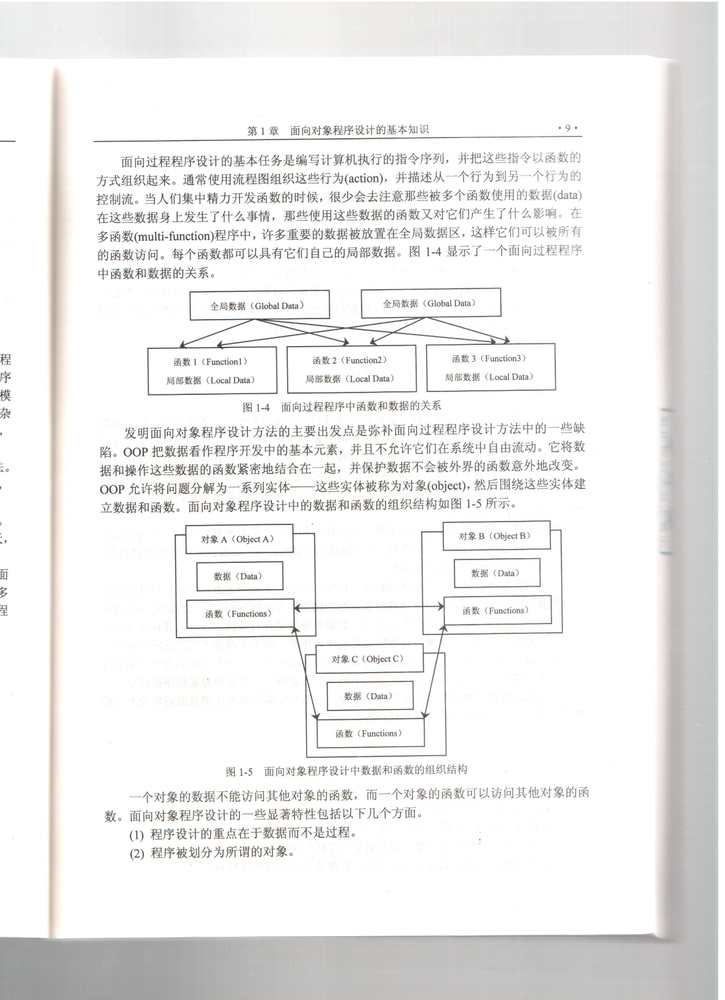 第 1 章 面向对象程序设计的基本知识 ·9·
面向过程程序设计的基本任务是编写计算机执行的指令序列，并把这些指令以函数的
方式组织起来。通常使用流程图组织这些行为(action)，并描述从一个行为到另一个行为的
控制流。当人们集中精力开发函数的时候，很少会去注意那些被多个函数使用的数据(data)
在这些数据身上发生了什么事情，那些使用这些数据的函数又对它们产生了什么影响。在
多函数(multi-function)程序中，许多重要的数据被放置在全局数据区，这样它们可以被所有
的函数访问。每个函数都可以具有它们自己的局部数据。图 1-4 显示了一个面向过程程序
中函数和数据的关系。
全局数据（Global Data）
全局数据（Global Data）
函数 1（Function1）
局部数据（Local Data）
函数 2（Function2）
局部数据（Local Data）
函数 3（Function3）
局部数据（Local Data）
图 1-4 面向过程程序中函数和数据的关系
发明面向对象程序设计方法的主要出发点是弥补面向过程程序设计方法中的一些缺
陷。OOP 把数据看作程序开发中的基本元素，并且不允许它们在系统中自由流动。它将数
据和操作这些数据的函数紧密地结合在一起，并保护数据不会被外界的函数意外地改变。
OOP 允许将问题分解为一系列实体——这些实体被称为对象(object)，然后围绕这些实体建
立数据和函数。面向对象程序设计中的数据和函数的组织结构如图 1-5 所示。
对象 A（Object A）
数据（Data）
函数（Functions）
对象 B（Object B）
数据（Data）
函数（Functions）
对象 C（Object C）
数据（Data）
函数（Functions）
图 1-5 面向对象程序设计中数据和函数的组织结构
一个对象的数据不能访问其他对象的函数，而一个对象的函数可以访问其他对象的函
数。面向对象程序设计的一些显著特性包括以下几个方面。
(1) 程序设计的重点在于数据而不是过程。
(2) 程序被划分为所谓的对象。
程
序
模
杂
，
。
，
。
，
面
多
程